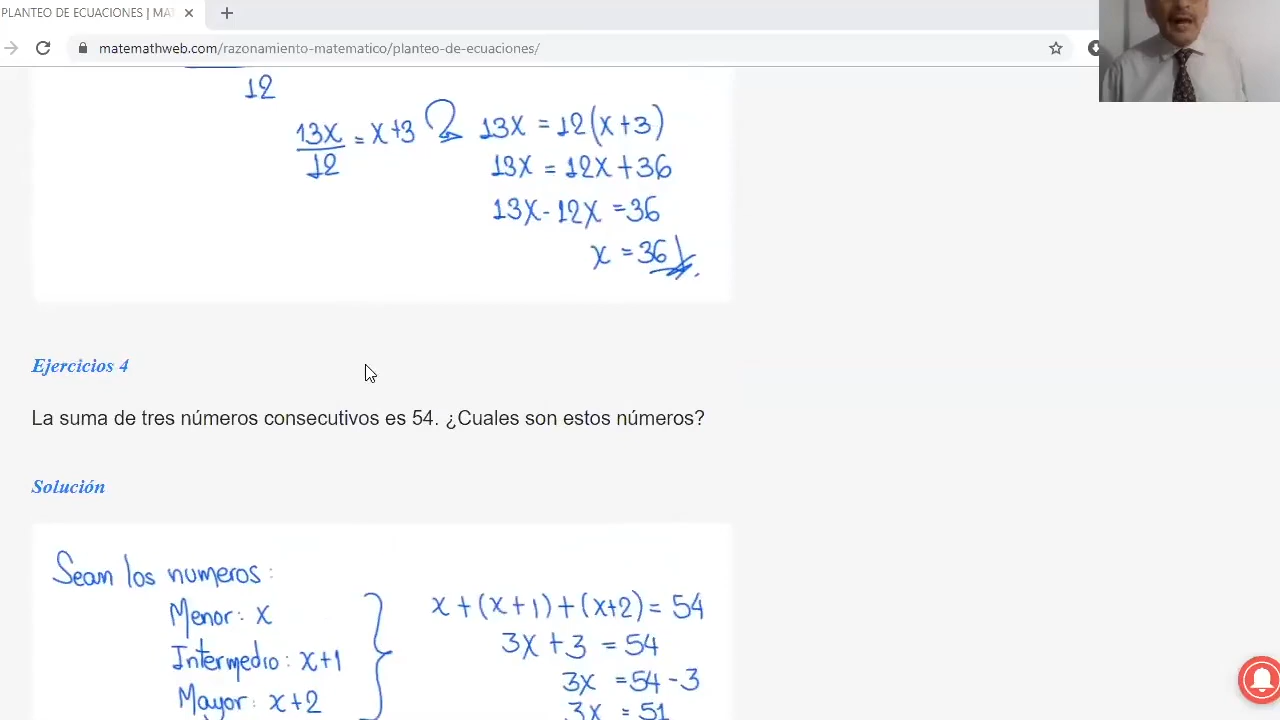 PLANTEO DE ECUACIONES | MA
matemathweb.com/razonamiento-matematico/planteo-de-ecuaciones/
12
13x/12 = x+3
13x = 12(x+3)
13x = 12x + 36
13x - 12x = 36
x = 36
Ejercicios 4
La suma de tres números consecutivos es 54. ¿Cuales son estos números?
Solución
Sean los numeros:
Menor: x
Intermedio: x+1
Mayor: x+2
x + (x+1) + (x+2) = 54
3x + 3 = 54
3x = 54 - 3
3x = 51